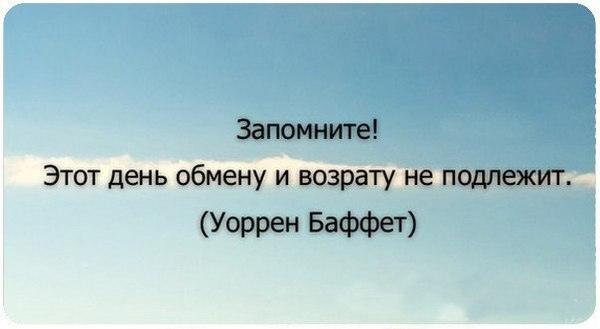 Запомните!
Этот день обмену и возрату не подлежит.
(Уоррен Баффет)